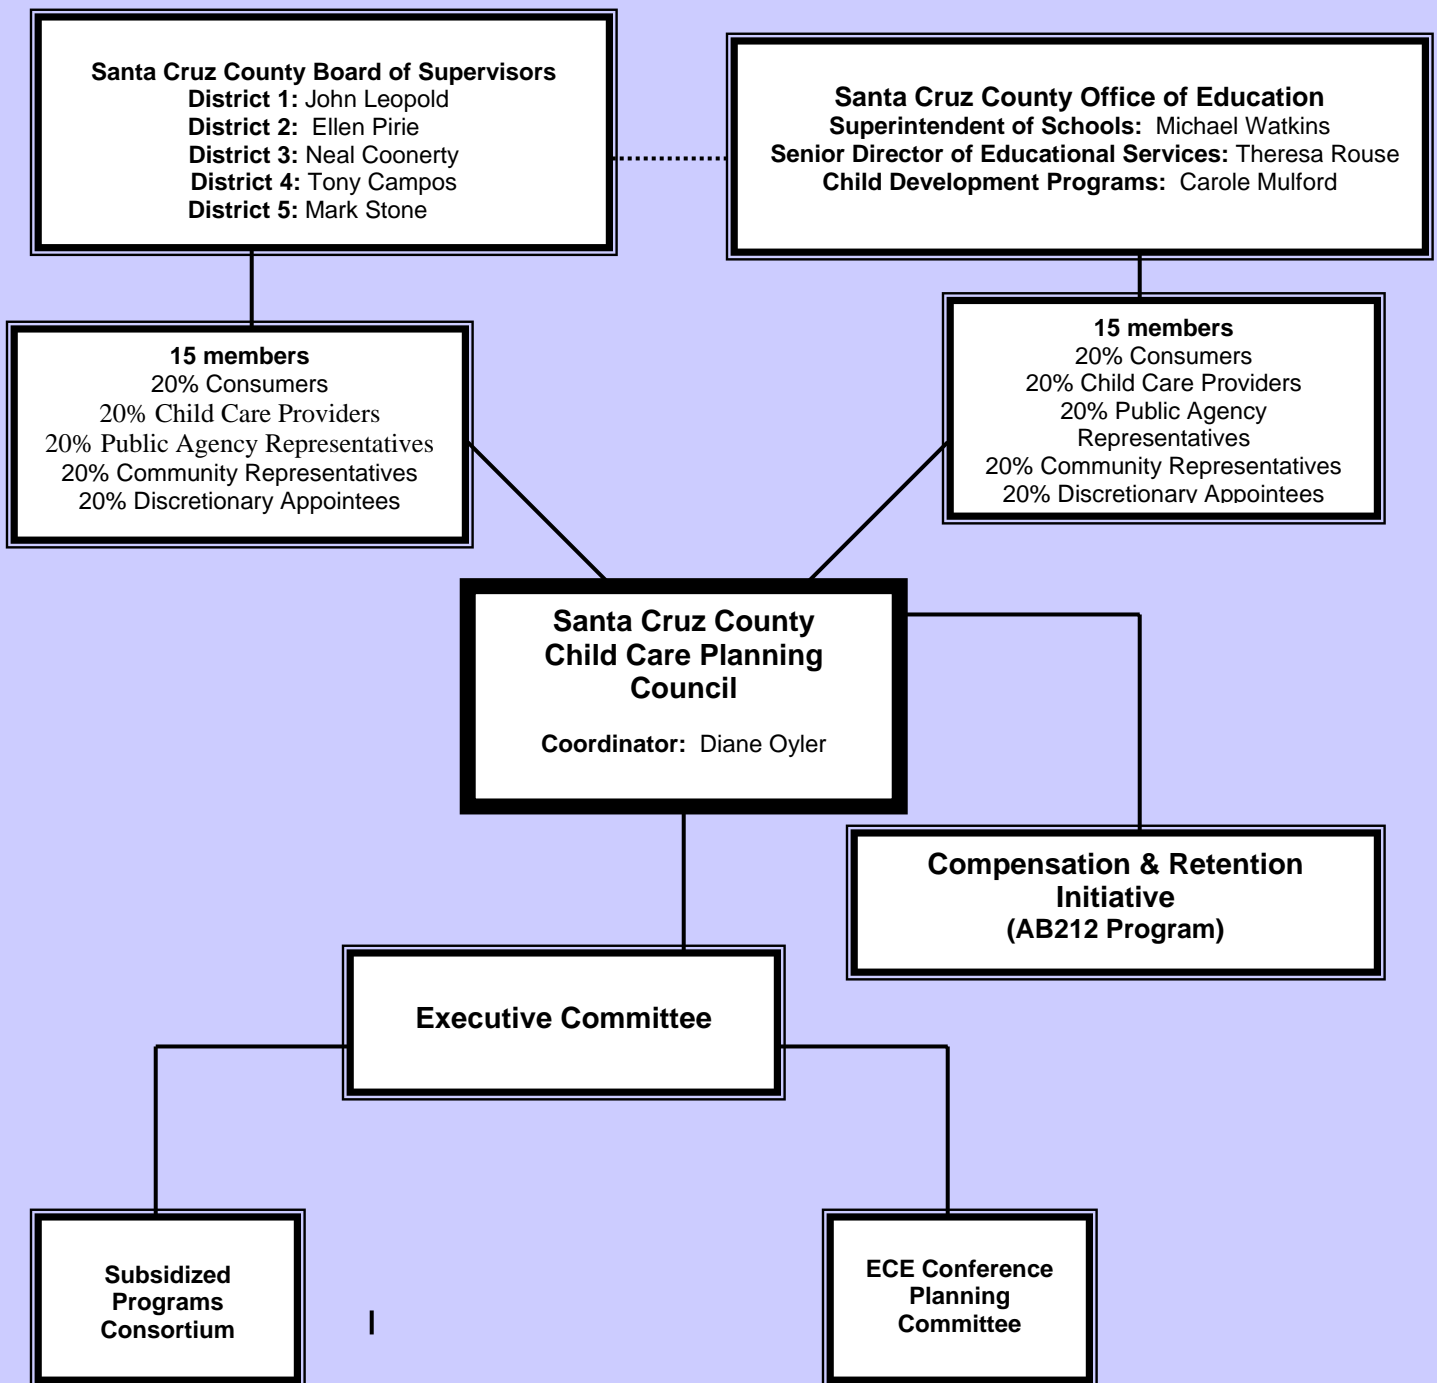 Santa Cruz County Board of Supervisors
District 1: John Leopold
District 2: Ellen Pirie
District 3: Neal Coonerty
District 4: Tony Campos
District 5: Mark Stone
Santa Cruz County Office of Education
Superintendent of Schools: Michael Watkins
Senior Director of Educational Services: Theresa Rouse
Child Development Programs: Carole Mulford
15 members
20% Consumers
20% Child Care Providers
20% Public Agency Representatives
20% Community Representatives
20% Discretionary Appointees
15 members
20% Consumers
20% Child Care Providers
20% Public Agency
Representatives
20% Community Representatives
20% Discretionary Appointees
Santa Cruz County
Child Care Planning
Council
Coordinator: Diane Oyler
Compensation & Retention
Initiative
(AB212 Program)
Executive Committee
Subsidized
Programs
Consortium
ECE Conference
Planning
Committee